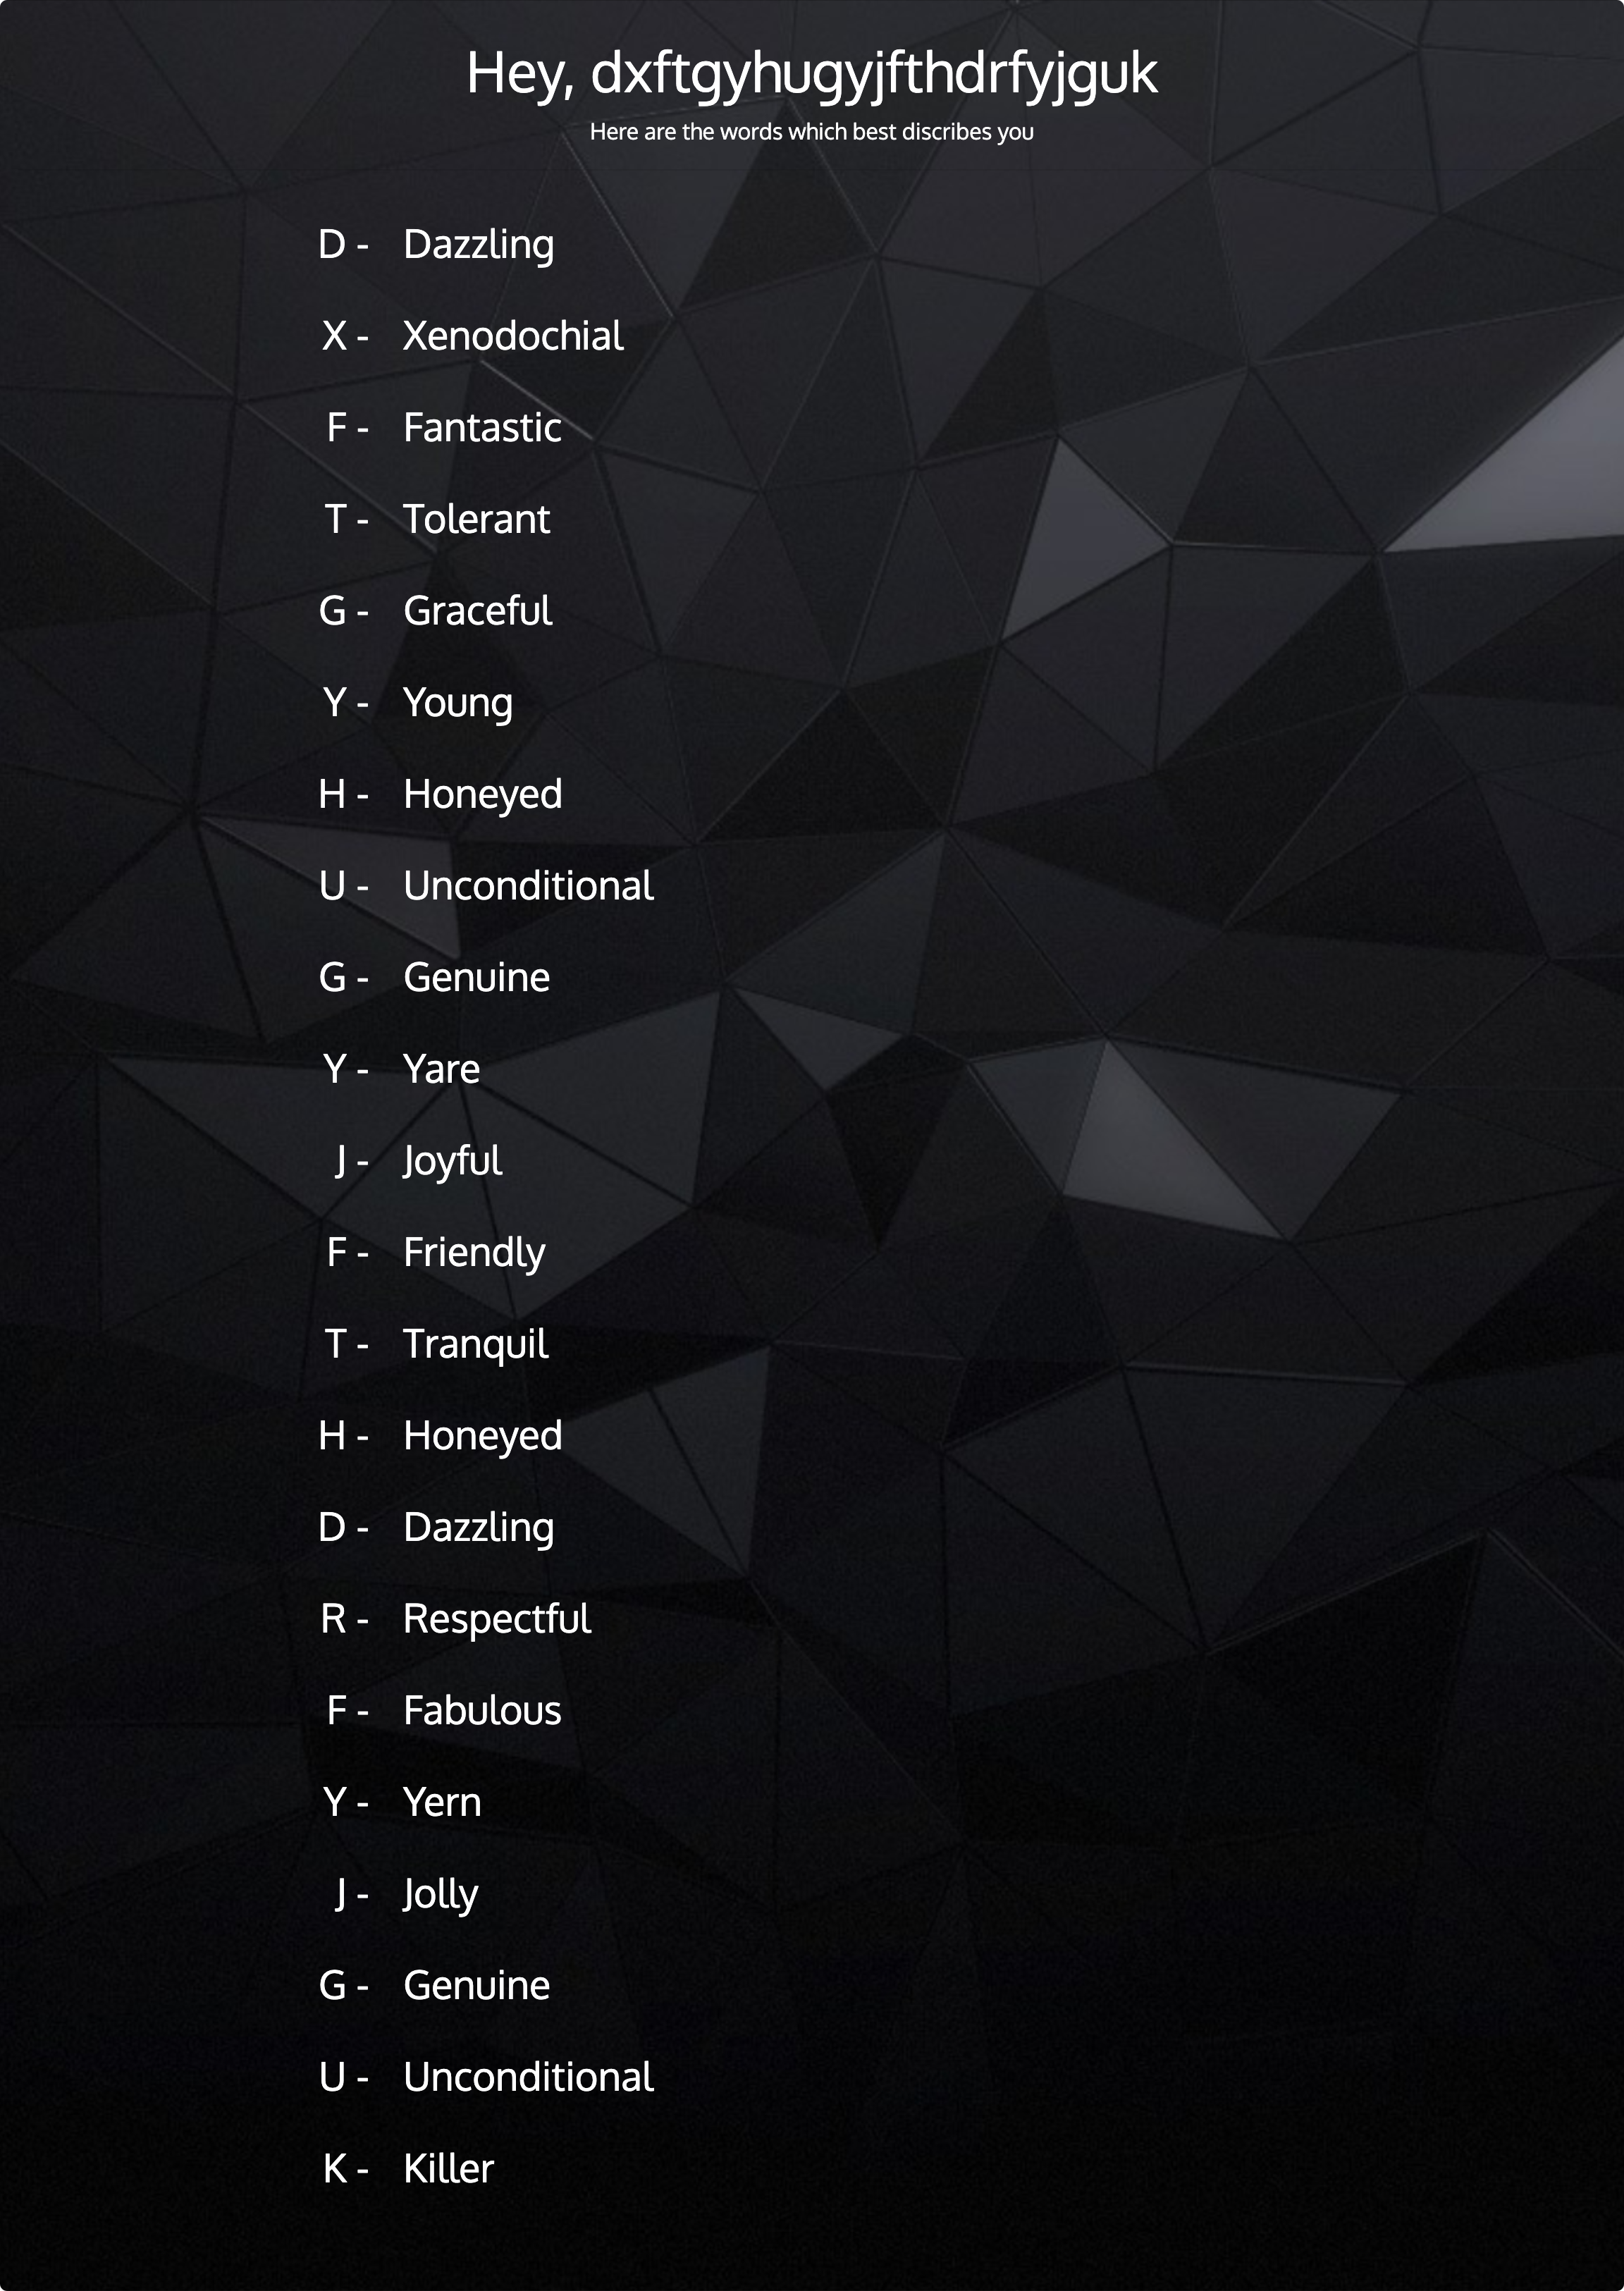 Hey, dxftgyhugyjfthdrfyjguk
Here are the words which best discribes you
D - Dazzling
X - Xenodochial
F - Fantastic
T - Tolerant
G - Graceful
Y - Young
H - Honeyed
U - Unconditional
G - Genuine
Y - Yare
J - Joyful
F - Friendly
T - Tranquil
H - Honeyed
D - Dazzling
R - Respectful
F - Fabulous
Y - Yern
J - Jolly
G - Genuine
U - Unconditional
K - Killer